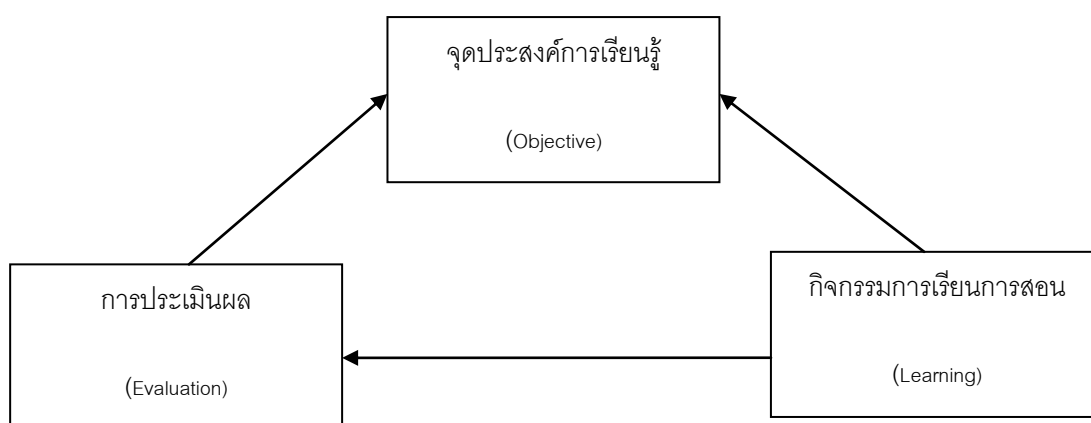 จุดประสงค์การเรียนรู้
(Objective)
การประเมินผล
(Evaluation)
กิจกรรมการเรียนการสอน
(Learning)